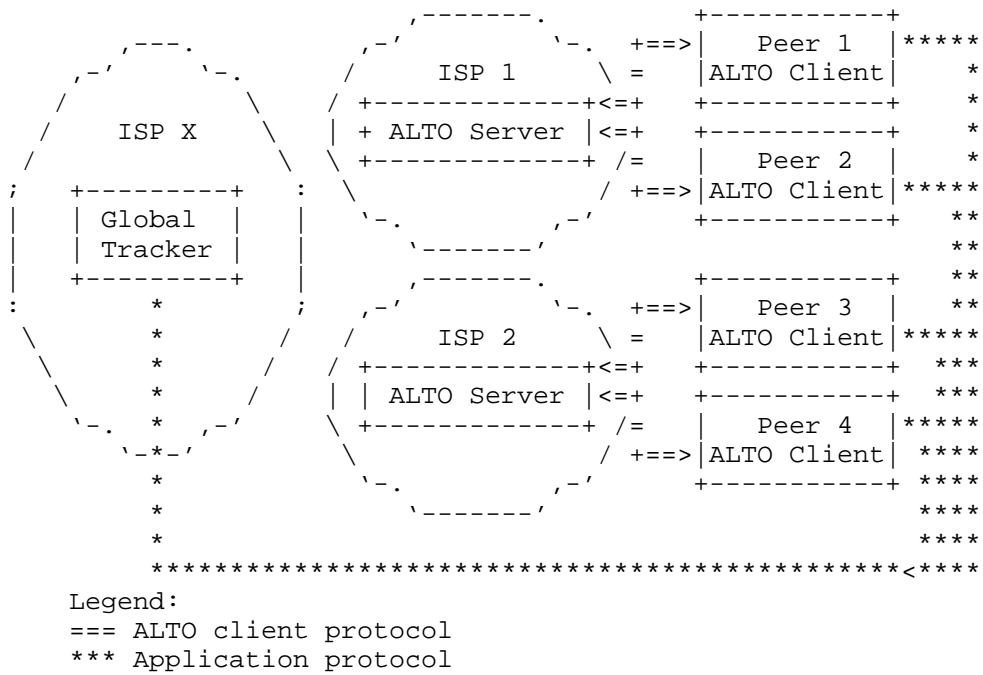 Peer 1
ISP 1
ALTO Client
ISP X
ALTO Server
Peer 2
ALTO Client
Global
Tracker
Peer 3
ISP 2
ALTO Client
ALTO Server
Peer 4
ALTO Client
Legend:
=== ALTO client protocol
*** Application protocol